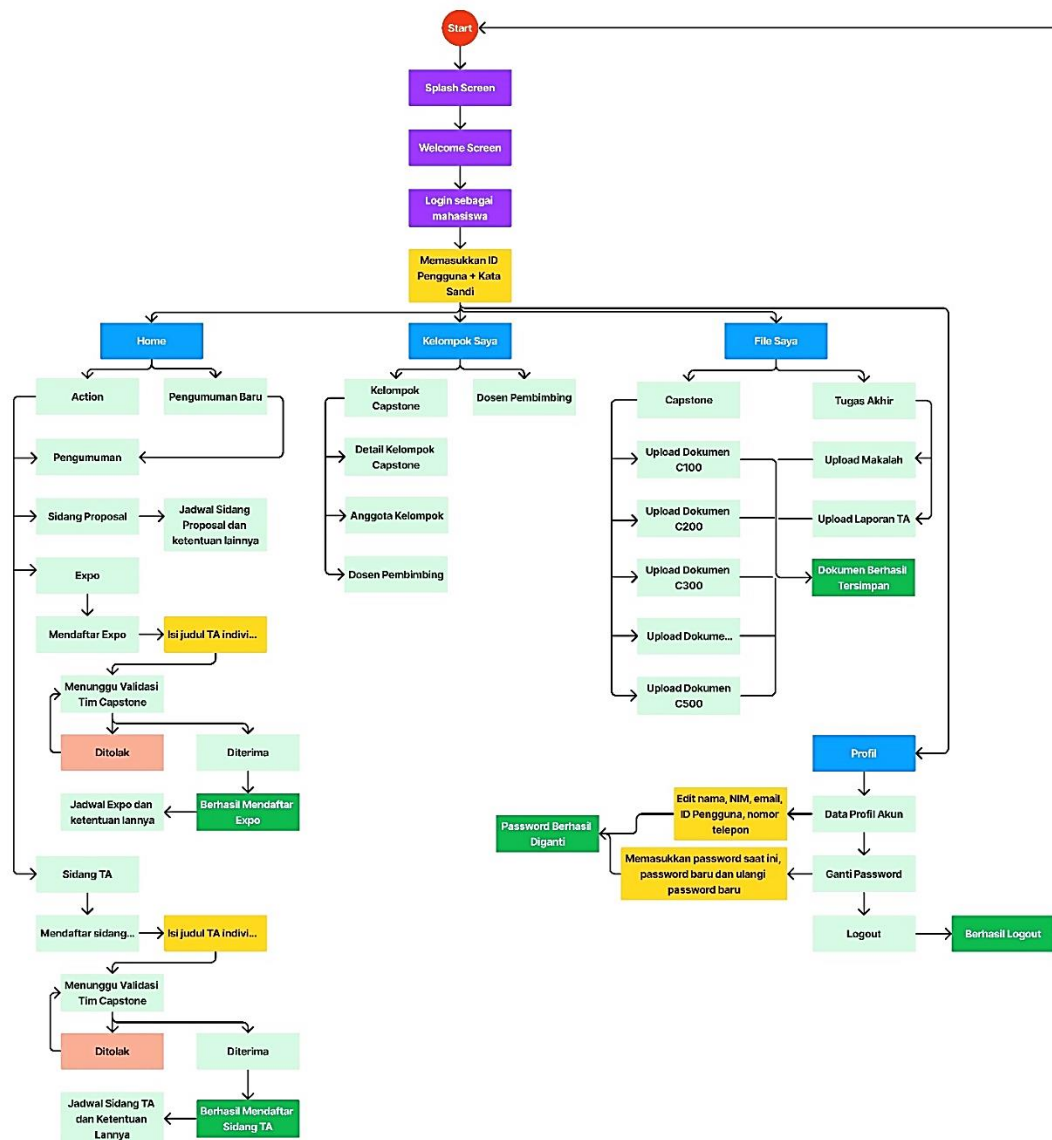 Start
Splash Screen
Welcome Screen
Login sebagai
mahasiswa
Memasukkan ID
Pengguna + Kata
Sandi
Home
Kelompok Saya
File Saya
Action
Pengumuman Baru
Pengumuman
Sidang Proposal
Jadwal Sidang
Proposal dan
ketentuan lainnya
Expo
Mendaftar Expo
Isi judul TA indivi...
Menunggu Validasi
Tim Capstone
Ditolak
Diterima
Jadwal Expo dan
ketentuan lannya
Berhasil Mendaftar
Expo
Sidang TA
Mendaftar sidang...
Isi judul TA indivi...
Menunggu Validasi
Tim Capstone
Ditolak
Diterima
Jadwal Sidang TA
dan Ketentuan
Lannya
Berhasil Mendaftar
Sidang TA
Kelompok
Capstone
Dosen Pembimbing
Detail Kelompok
Capstone
Anggota Kelompok
Dosen Pembimbing
Capstone
Tugas Akhir
Upload Dokumen
C100
Upload Makalah
Upload Dokumen
C200
Upload Laporan TA
Upload Dokumen
C300
Dokumen Berhasil
Tersimpan
Upload Dokume...
Upload Dokumen
C500
Profil
Data Profil Akun
Edit nama, NIM, email,
ID Pengguna, nomor
telepon
Password Berhasil
Diganti
Memasukkan password saat ini,
password baru dan ulangi
password baru
Ganti Password
Logout
Berhasil Logout